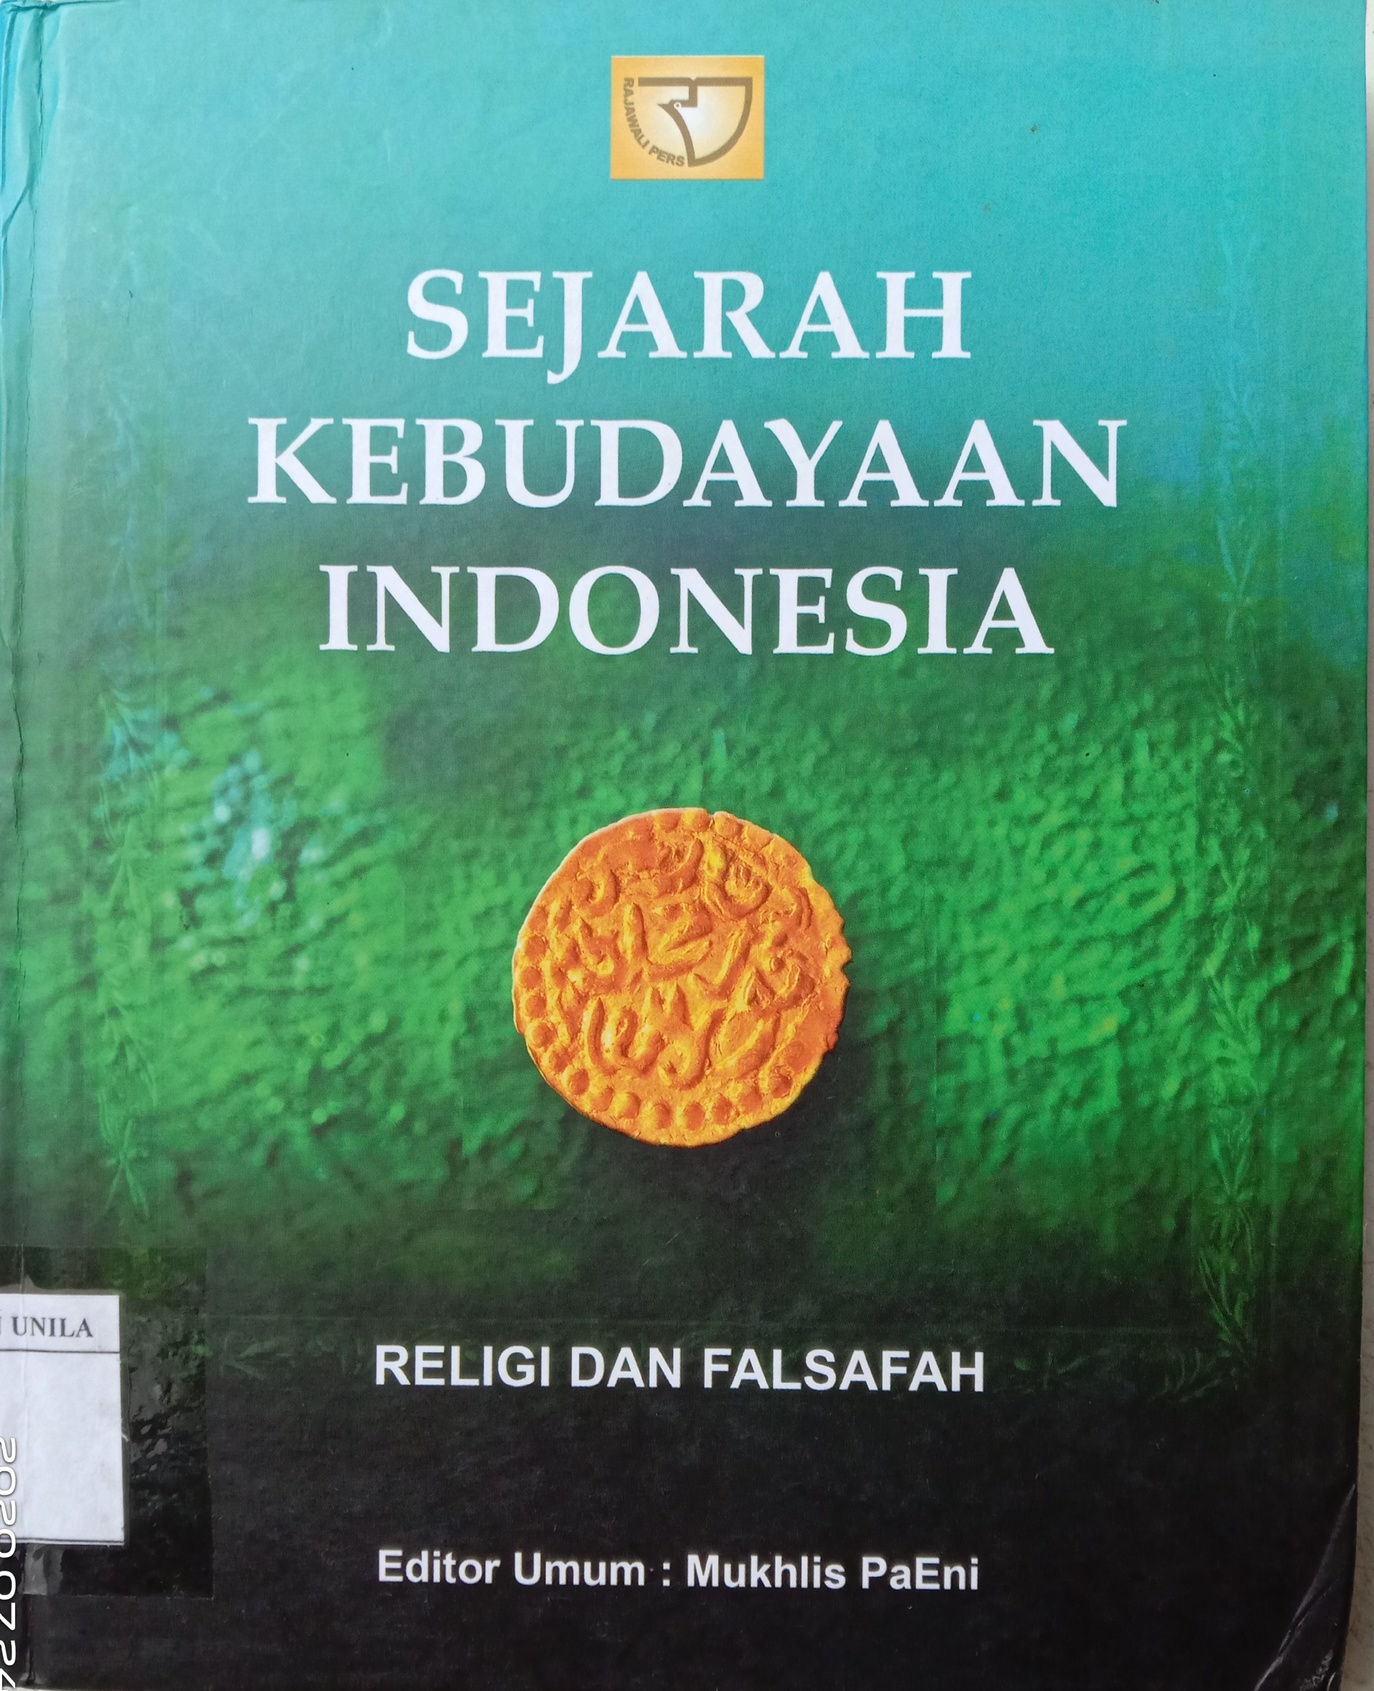 RAJAWALI PERS
SEJARAH
KEBUDAYAAN
INDONESIA
UNILA
RELIGI DAN FALSAFAH
Editor Umum : Mukhlis PaEni